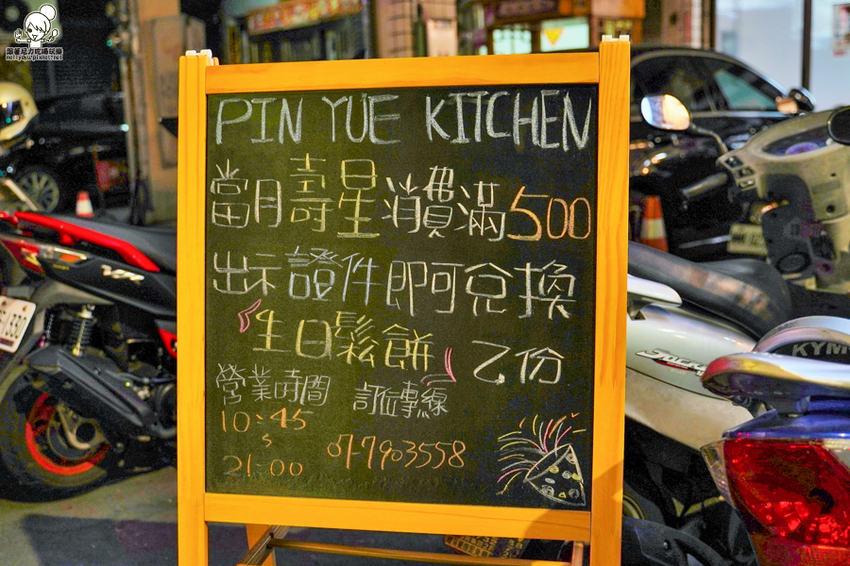 PIN YUE KITCHEN
當月壽星消費滿500
出示證件即可兌換
「生日鬆餅」乙份
營業時間 訂位專線
10:45
~
21:00
07-7903558
KYM